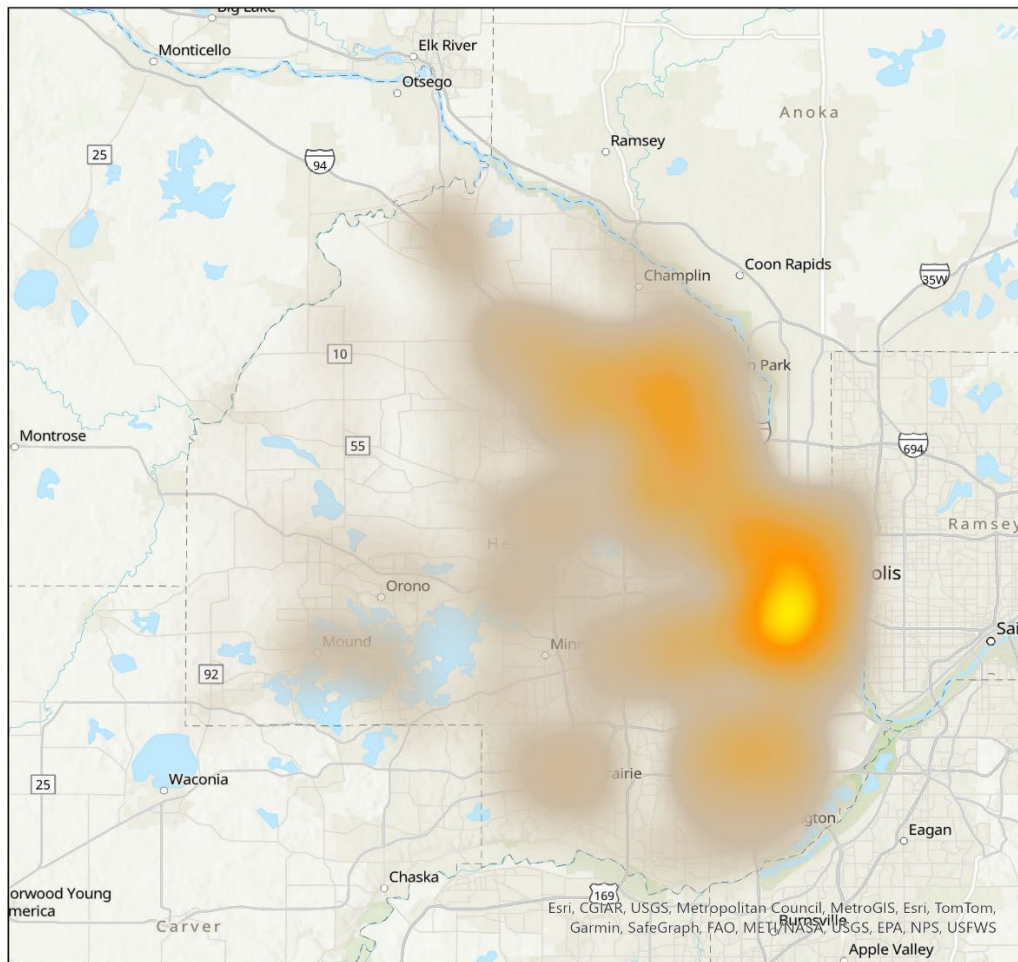 Big Lake
Monticello
Elk River
Otsego
Anoka
Ramsey
25
94
Champlin
Coon Rapids
35W
10
Park
Montrose
55
694
Ramsey
He
olis
Orono
Mound
Minn
Sai
92
Waconia
rairie
25
ngton
Eagan
Chaska
169
orwood Young
merica
Carver
Burnsville
Apple Valley
Esri, CGIAR, USGS, Metropolitan Council, MetroGIS, Esri, TomTom,
Garmin, SafeGraph, FAO, METI/NASA, USGS, EPA, NPS, USFWS